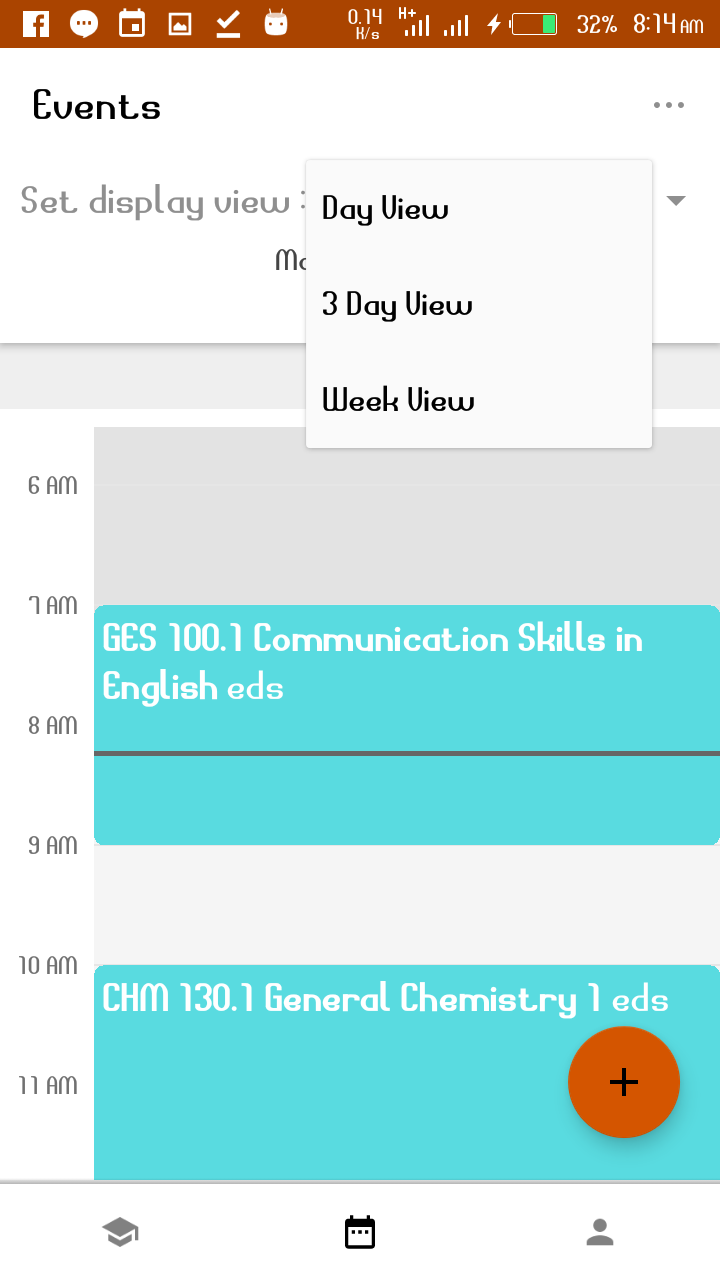 0.14 K/s H+ 32% 8:14 AM
Events
Set display view :
Day View
3 Day View
Week View
6 AM
7 AM
GES 100.1 Communication Skills in
English eds
8 AM
9 AM
10 AM
CHM 130.1 General Chemistry 1 eds
11 AM